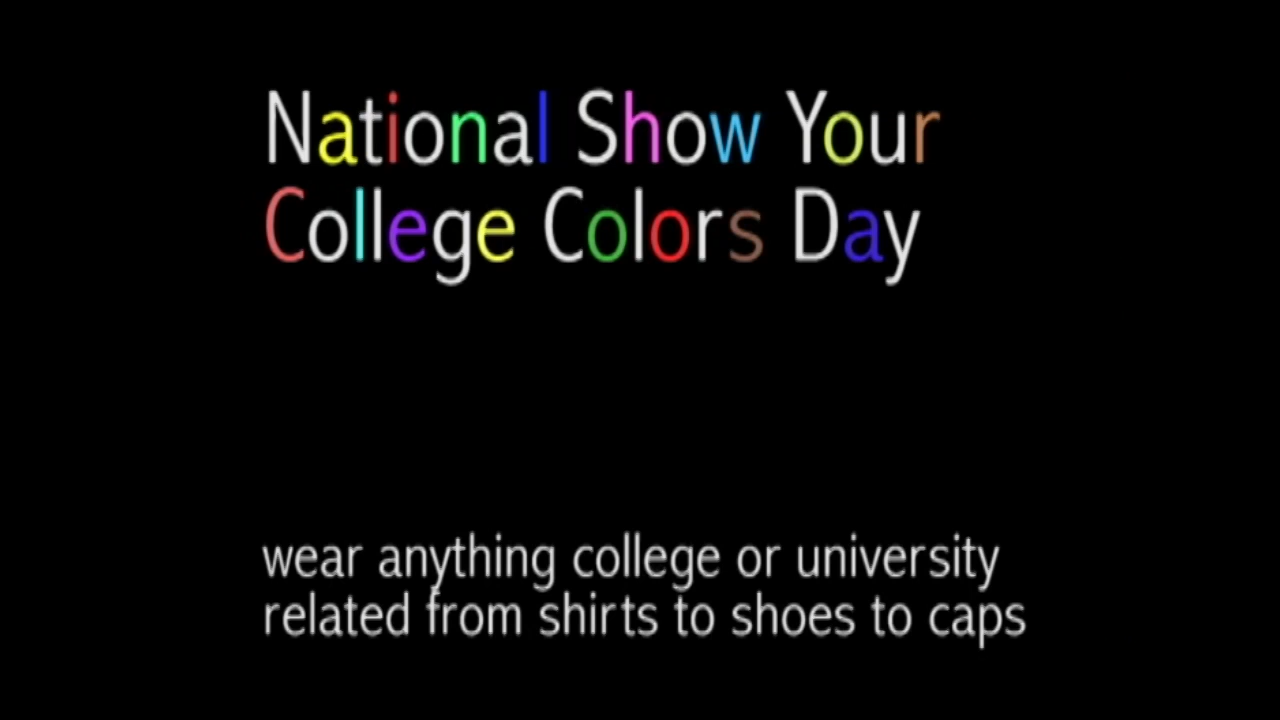 National Show Your
College Colors Day
wear anything college or university
related from shirts to shoes to caps